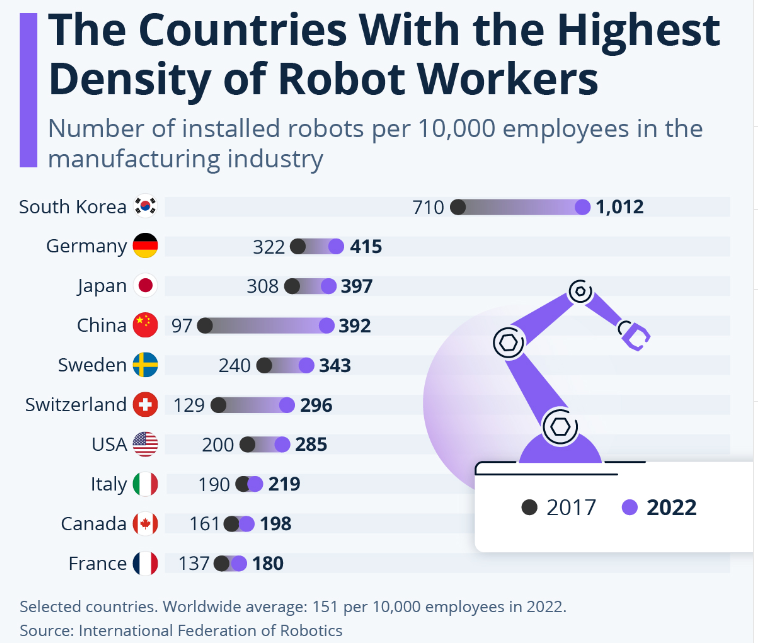 The Countries With the Highest
Density of Robot Workers
Number of installed robots per 10,000 employees in the
manufacturing industry
South Korea 710 1,012
Germany 322 415
Japan 308 397
China 97 392
Sweden 240 343
Switzerland 129 296
USA 200 285
Italy 190 219
Canada 161 198
France 137 180
2017 2022
Selected countries. Worldwide average: 151 per 10,000 employees in 2022.
Source: International Federation of Robotics